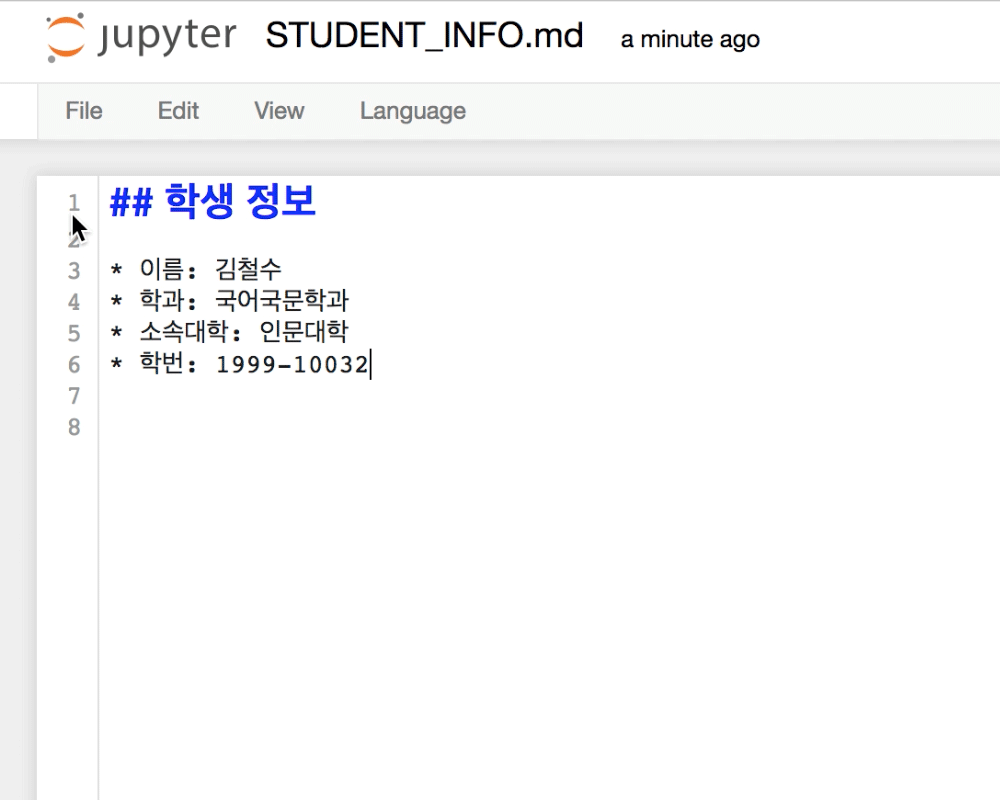 jupyter STUDENT_INFO.md a minute ago
File Edit View Language
1 ## 학생 정보
2
3 * 이름: 김철수
4 * 학과: 국어국문학과
5 * 소속대학: 인문대학
6 * 학번: 1999-10032
7
8